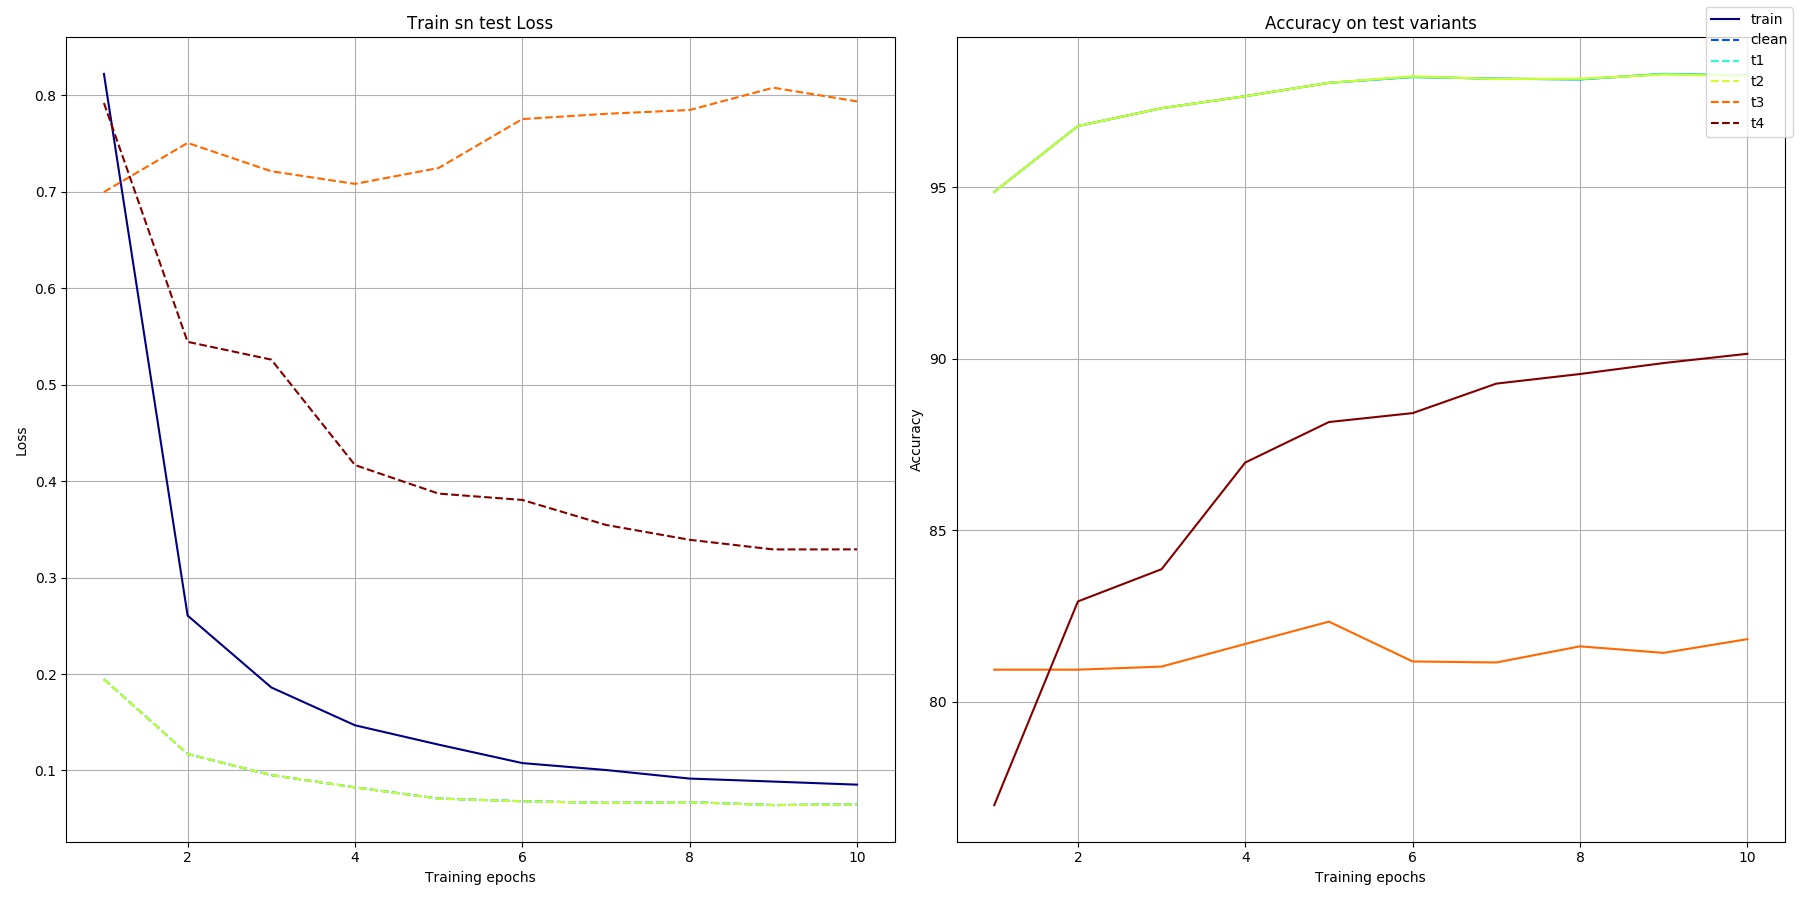 Train sn test Loss
0.8
0.7
0.6
0.5
0.4
0.3
0.2
0.1
Loss
2 4 6 8 10
Training epochs
Accuracy on test variants
95
90
85
80
Accuracy
2 4 6 8 10
Training epochs
train
clean
t1
t2
t3
t4